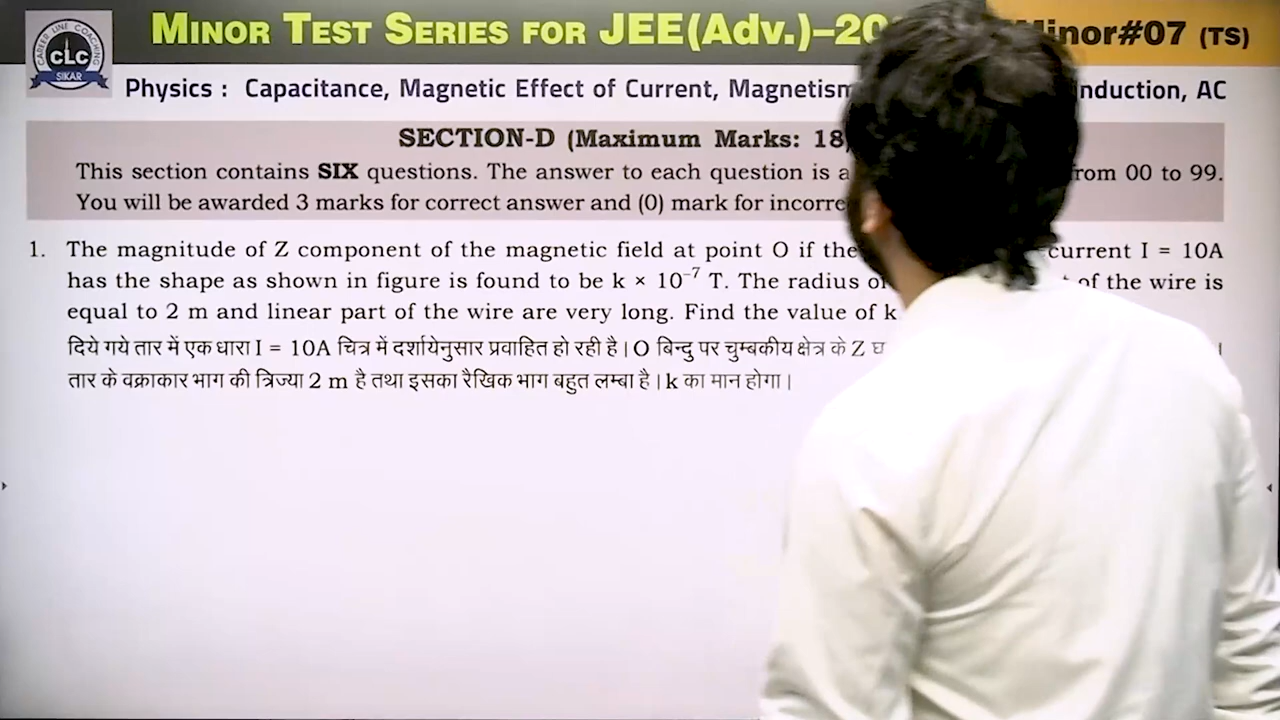 MINOR TEST SERIES FOR JEE(Adv.)–20
Minor#07 (TS)
CAREER LINE COACHING
CLC
SIKAR
Physics : Capacitance, Magnetic Effect of Current, Magnetism
nduction, AC
SECTION-D (Maximum Marks: 18
This section contains SIX questions. The answer to each question is a
from 00 to 99.
You will be awarded 3 marks for correct answer and (0) mark for incorre
1. The magnitude of Z component of the magnetic field at point O if the
current I = 10A
has the shape as shown in figure is found to be k × 10⁻⁷ T. The radius of
of the wire is
equal to 2 m and linear part of the wire are very long. Find the value of k
दिये गये तार में एक धारा I = 10A चित्र में दर्शायेनुसार प्रवाहित हो रही है। O बिन्दु पर चुम्बकीय क्षेत्र के Z घ
।
तार के वक्राकार भाग की त्रिज्या 2 m है तथा इसका रैखिक भाग बहुत लम्बा है। k का मान होगा।